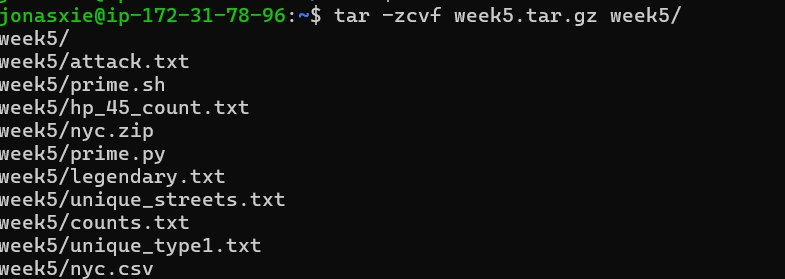 jonasxie@ip-172-31-78-96:~$ tar -zcvf week5.tar.gz week5/
week5/
week5/attack.txt
week5/prime.sh
week5/hp_45_count.txt
week5/nyc.zip
week5/prime.py
week5/legendary.txt
week5/unique_streets.txt
week5/counts.txt
week5/unique_type1.txt
week5/nyc.csv